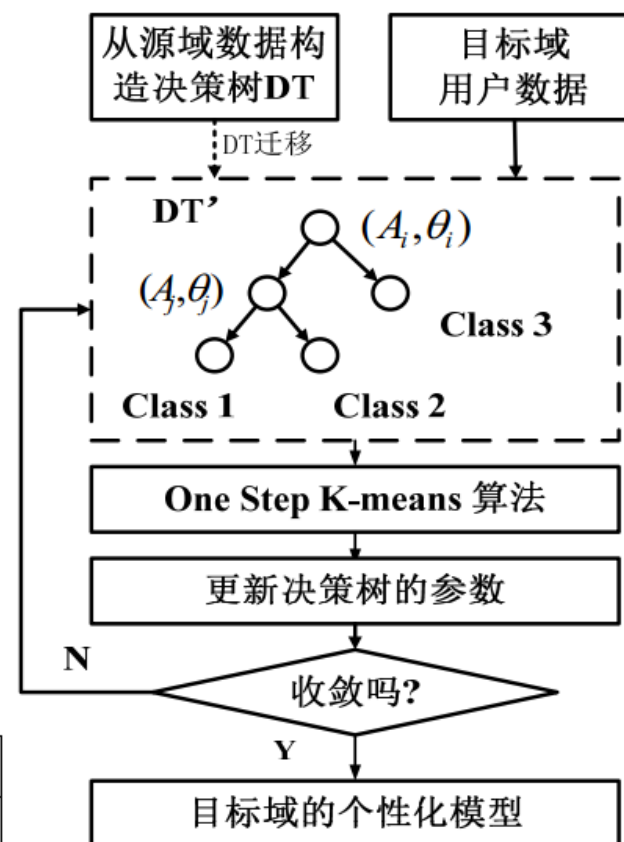 从源域数据构
造决策树DT
目标域
用户数据
DT迁移
DT’
(A_i,θ_i)
(A_j,θ_j)
Class 3
Class 1
Class 2
One Step K-means 算法
更新决策树的参数
N
收敛吗?
Y
目标域的个性化模型